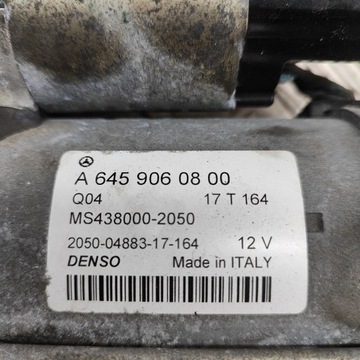 A 645 906 08 00
Q04 17 T 164
MS438000-2050
2050-04883-17-164 12 V
DENSO Made in ITALY